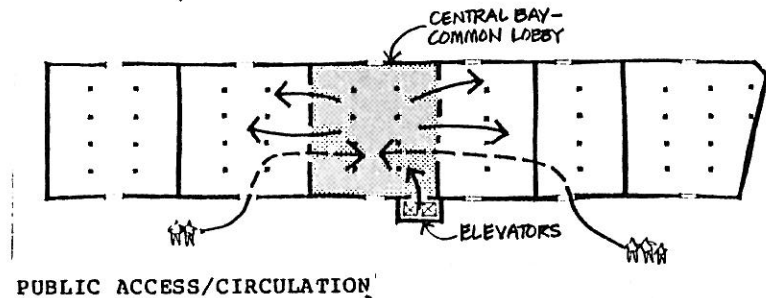 CENTRAL BAY-
COMMON LOBBY
ELEVATORS
PUBLIC ACCESS/CIRCULATION